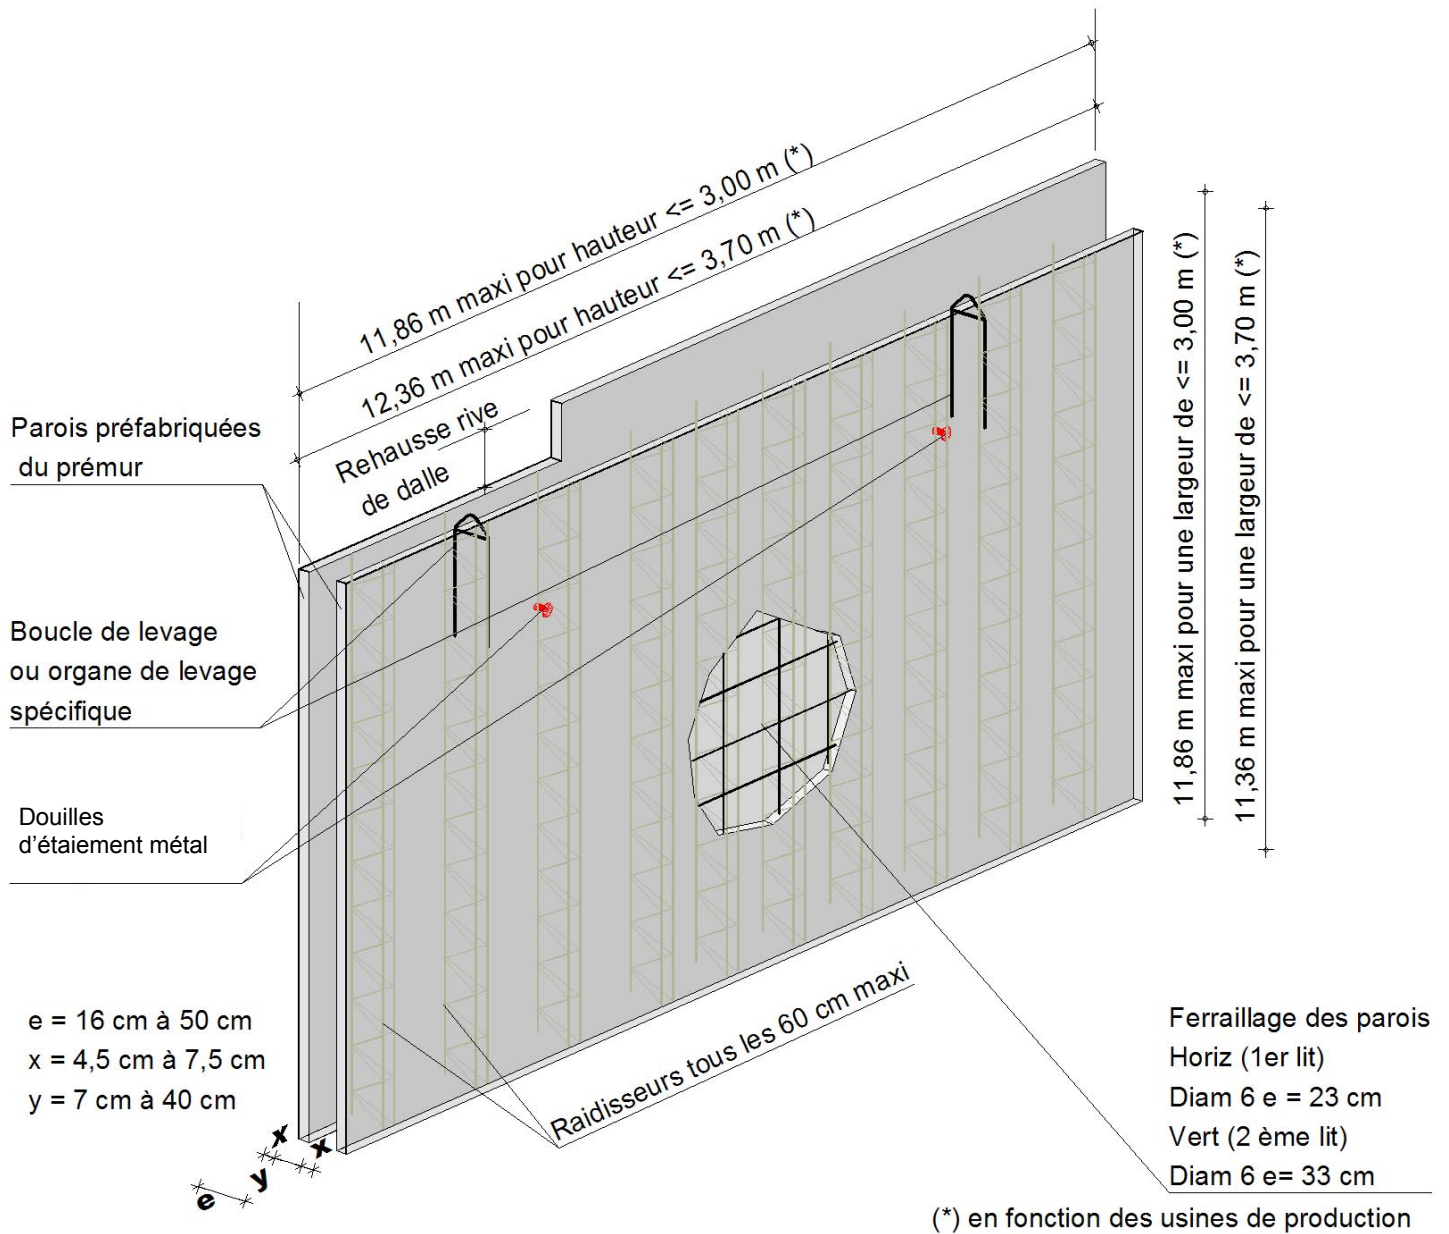 11,86 m maxi pour hauteur <= 3,00 m (*)
12,36 m maxi pour hauteur <= 3,70 m (*)
Rehausse rive
de dalle
11,86 m maxi pour une largeur de <= 3,00 m (*)
11,36 m maxi pour une largeur de <= 3,70 m (*)
Parois préfabriquées
du prémur
Boucle de levage
ou organe de levage
spécifique
Douilles
d'étaiement métal
e = 16 cm à 50 cm
x = 4,5 cm à 7,5 cm
y = 7 cm à 40 cm
x
x
y
e
Raidisseurs tous les 60 cm maxi
Ferraillage des parois
Horiz (1er lit)
Diam 6 e = 23 cm
Vert (2 ème lit)
Diam 6 e= 33 cm
(*) en fonction des usines de production